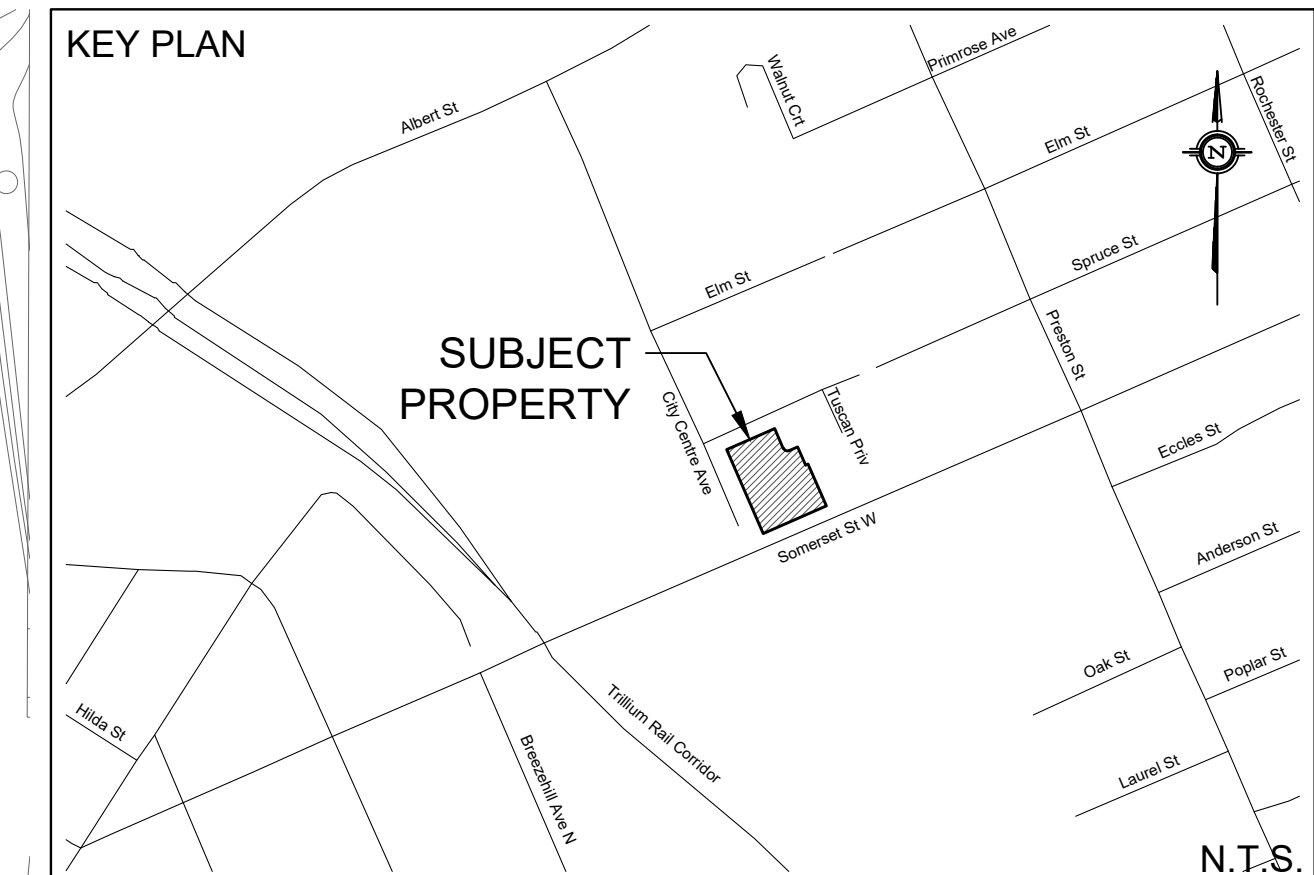 KEY PLAN
Primrose Ave
Walnut Crt
Albert St
Rochester St
Elm St
N
Spruce St
Elm St
SUBJECT
PROPERTY
Preston St
City Centre Ave
Tuscan Priv
Eccles St
Somerset St W
Anderson St
Oak St
Poplar St
Hilda St
Trillium Rail Corridor
Breezehill Ave N
Laurel St
N.T.S.